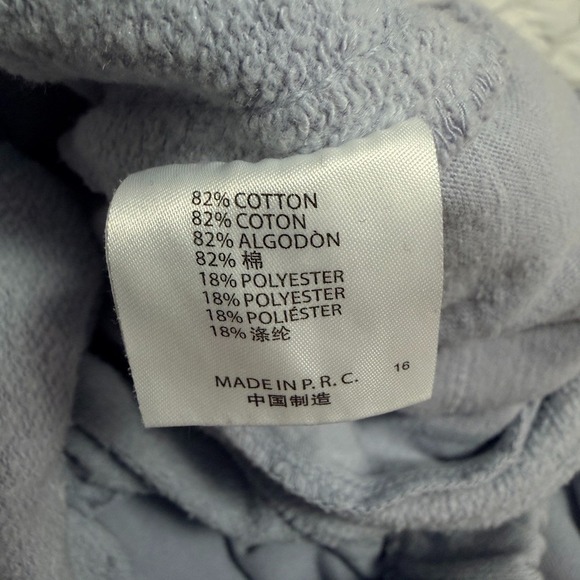 82% COTTON
82% COTON
82% ALGODÒN
82% 棉
18% POLYESTER
18% POLYESTER
18% POLIÉSTER
18% 涤纶
MADE IN P. R. C. 16
中国制造